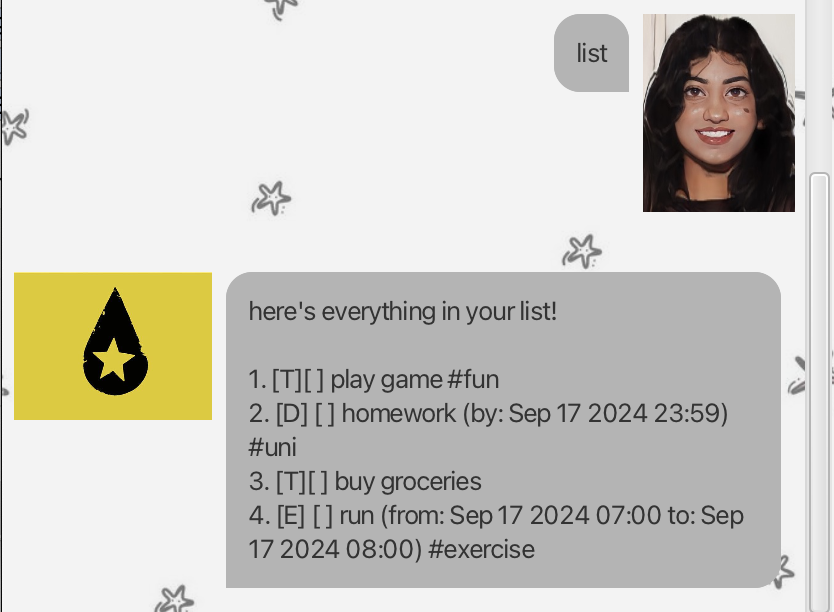 list
here's everything in your list!
1. [T][ ] play game #fun
2. [D] [ ] homework (by: Sep 17 2024 23:59)
#uni
3. [T][ ] buy groceries
4. [E] [ ] run (from: Sep 17 2024 07:00 to: Sep
17 2024 08:00) #exercise